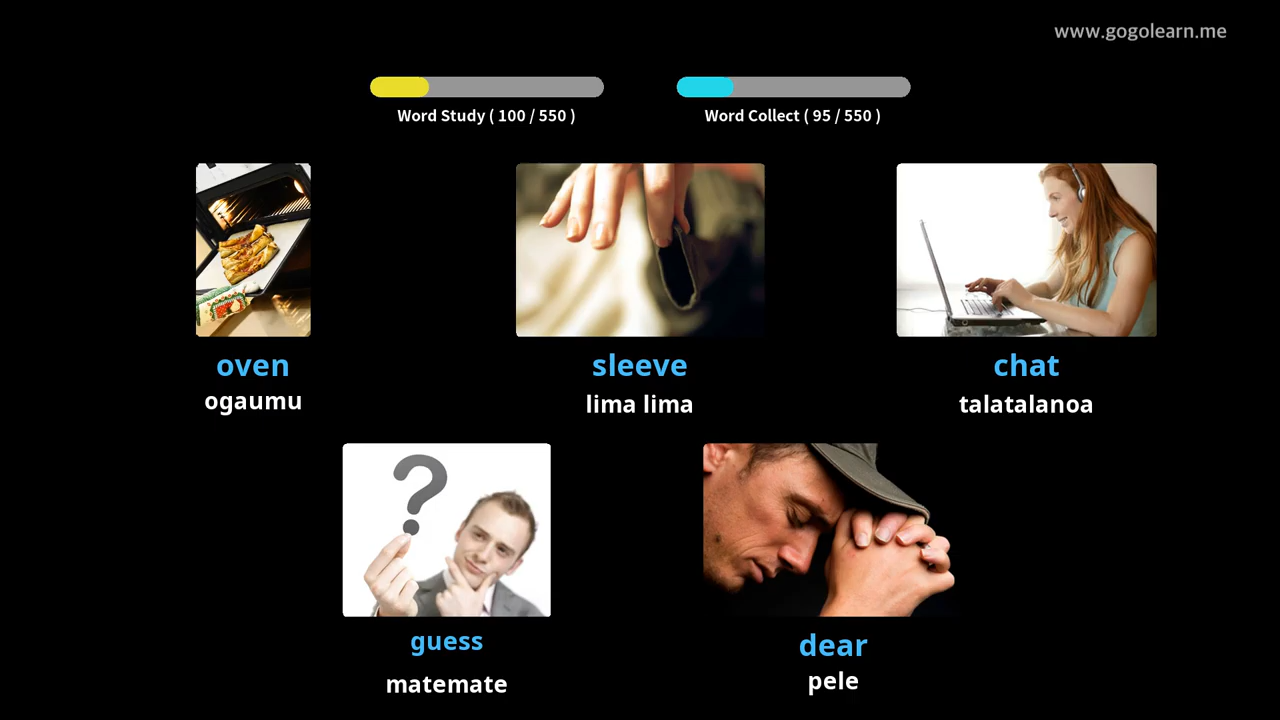 www.gogolearn.me
Word Study ( 100 / 550 )
Word Collect ( 95 / 550 )
oven
ogaumu
sleeve
lima lima
chat
talatalanoa
guess
matemate
dear
pele